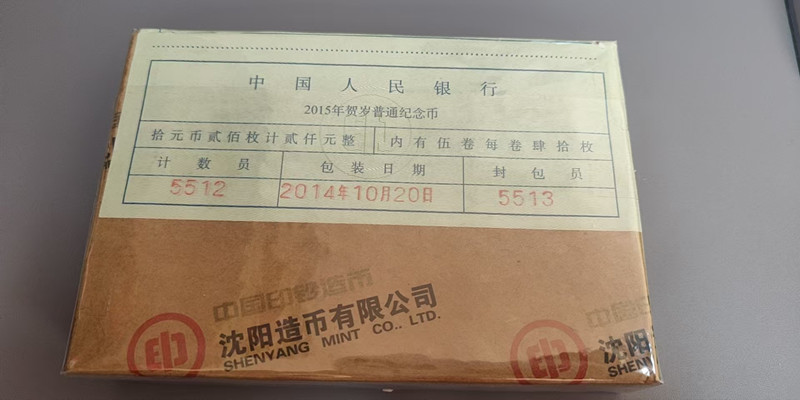 中国人民银行
2015年贺岁普通纪念币
拾元币贰佰枚计贰仟元整 内有伍卷每卷肆拾枚
计数员 包装日期 封包员
5512 2014年10月20日 5513
中国印钞造币
沈阳造币有限公司
SHENYANG MINT CO., LTD.
中国印
沈阳
SHENN